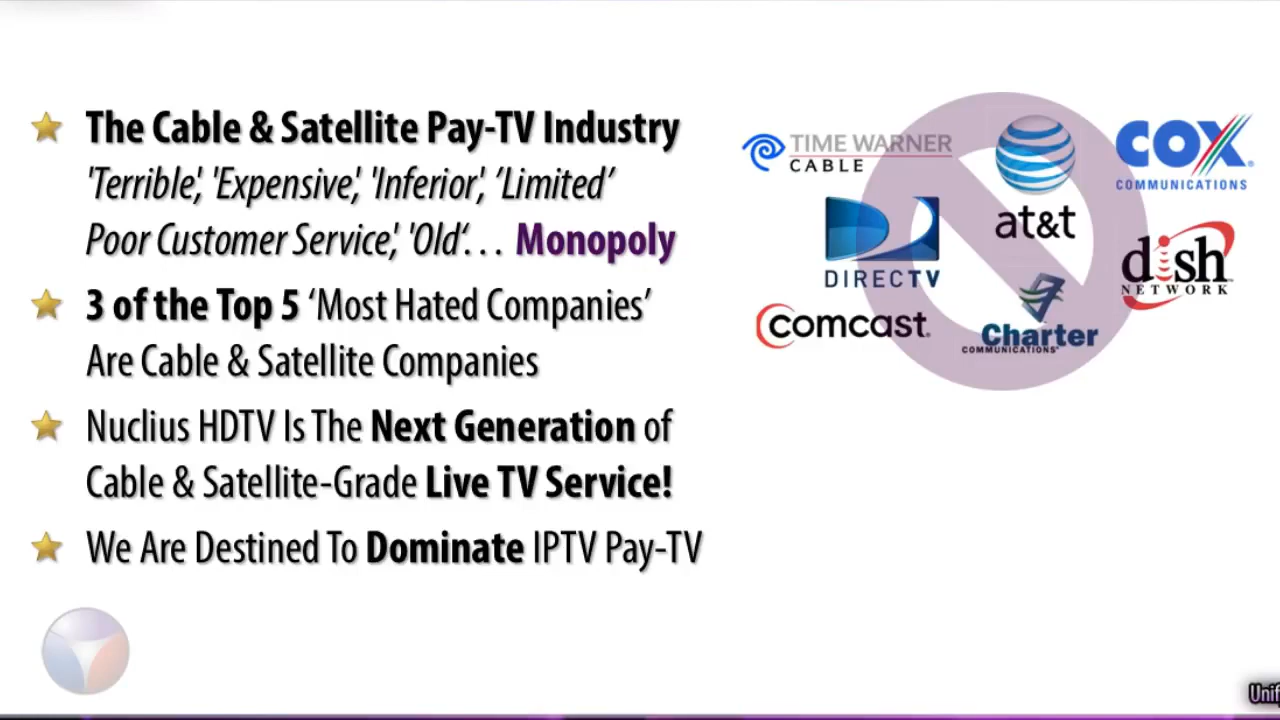 The Cable & Satellite Pay-TV Industry
'Terrible', 'Expensive', 'Inferior', ‘Limited’
Poor Customer Service,' 'Old‘... Monopoly
3 of the Top 5 ‘Most Hated Companies’
Are Cable & Satellite Companies
Nuclius HDTV Is The Next Generation of
Cable & Satellite-Grade Live TV Service!
We Are Destined To Dominate IPTV Pay-TV
TIME WARNER
CABLE
at&t
COX
COMMUNICATIONS
DIRECTV
dish
NETWORK
comcast.
Charter
COMMUNICATIONS